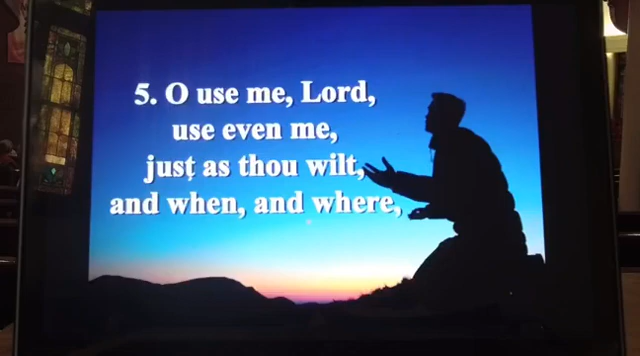 5. O use me, Lord,
use even me,
just as thou wilt,
and when, and where,